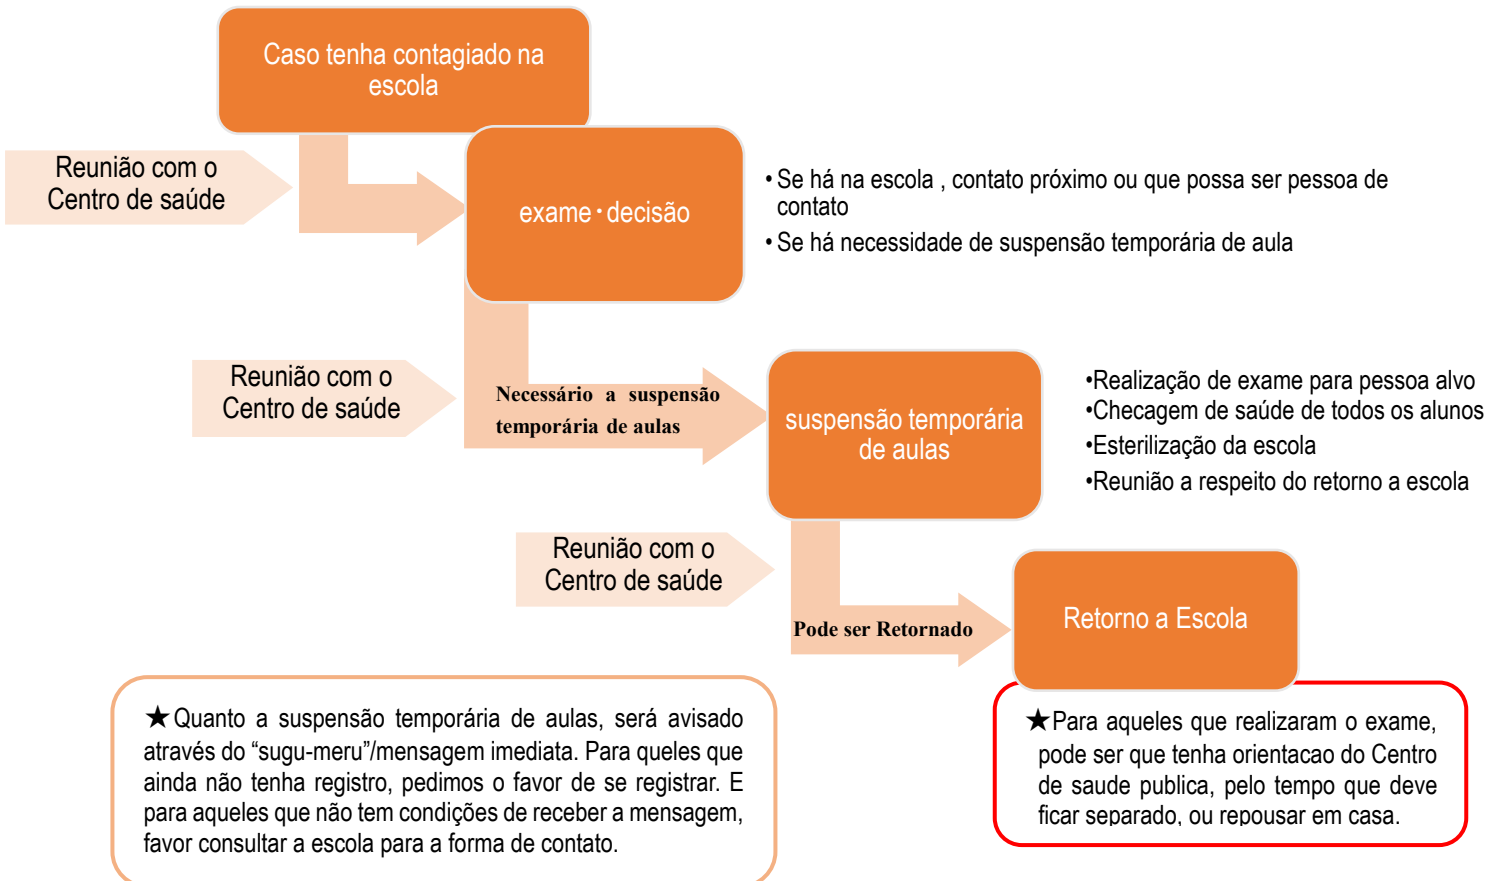 Caso tenha contagiado na
escola
Reunião com o
Centro de saúde
exame・decisão
• Se há na escola , contato próximo ou que possa ser pessoa de
contato
• Se há necessidade de suspensão temporária de aula
Reunião com o
Centro de saúde
Necessário a suspensão
temporária de aulas
suspensão temporária
de aulas
•Realização de exame para pessoa alvo
•Checagem de saúde de todos os alunos
•Esterilização da escola
•Reunião a respeito do retorno a escola
Reunião com o
Centro de saúde
Pode ser Retornado
Retorno a Escola
★Quanto a suspensão temporária de aulas, será avisado
através do “sugu-meru”/mensagem imediata. Para queles que
ainda não tenha registro, pedimos o favor de se registrar. E
para aqueles que não tem condições de receber a mensagem,
favor consultar a escola para a forma de contato.
★Para aqueles que realizaram o exame,
pode ser que tenha orientacao do Centro
de saude publica, pelo tempo que deve
ficar separado, ou repousar em casa.